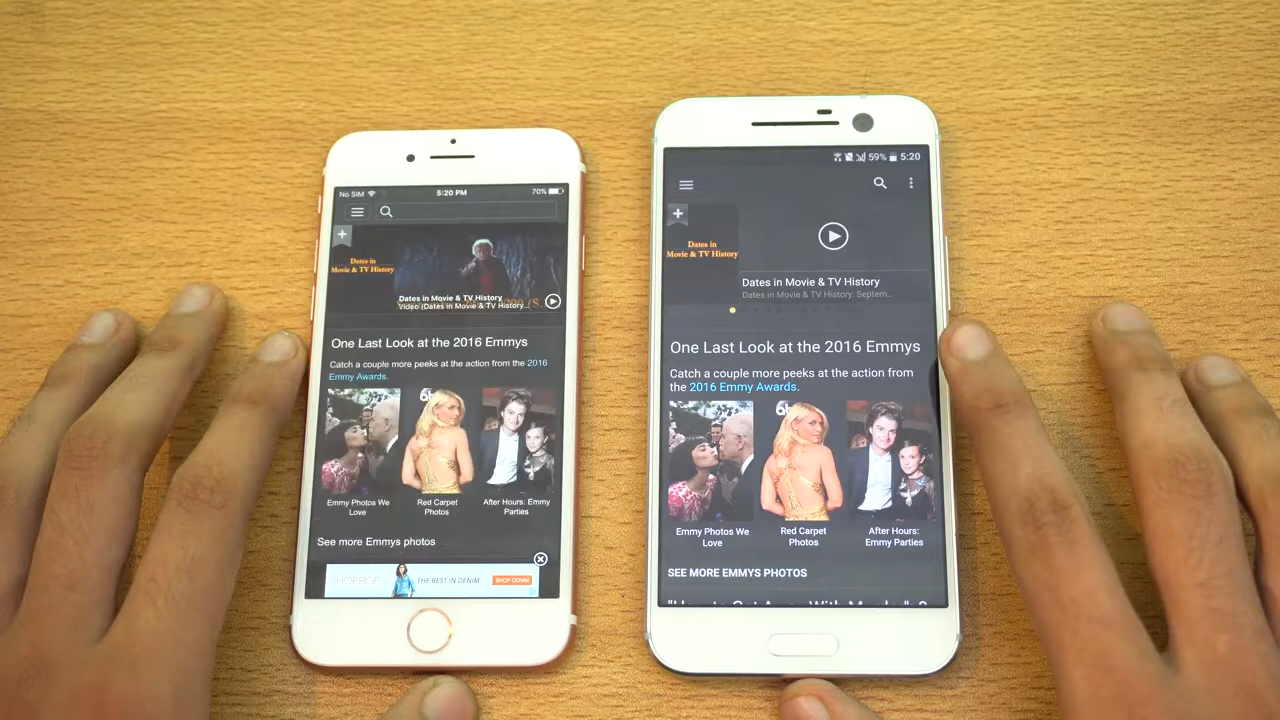 No SIM
5:20 PM
70%
Dates in
Movie & TV History
Dates in Movie & TV History
Video (Dates in Movie & TV History...
One Last Look at the 2016 Emmys
Catch a couple more peeks at the action from the 2016
Emmy Awards.
Emmy Photos We
Love
Red Carpet
Photos
After Hours: Emmy
Parties
See more Emmys photos
THE BEST IN DENIM
SHOP DENIM
59%
5:20
Dates in
Movie & TV History
Dates in Movie & TV History
Dates in Movie & TV History: Septem...
One Last Look at the 2016 Emmys
Catch a couple more peeks at the action from
the 2016 Emmy Awards.
Emmy Photos We
Love
Red Carpet
Photos
After Hours:
Emmy Parties
SEE MORE EMMYS PHOTOS